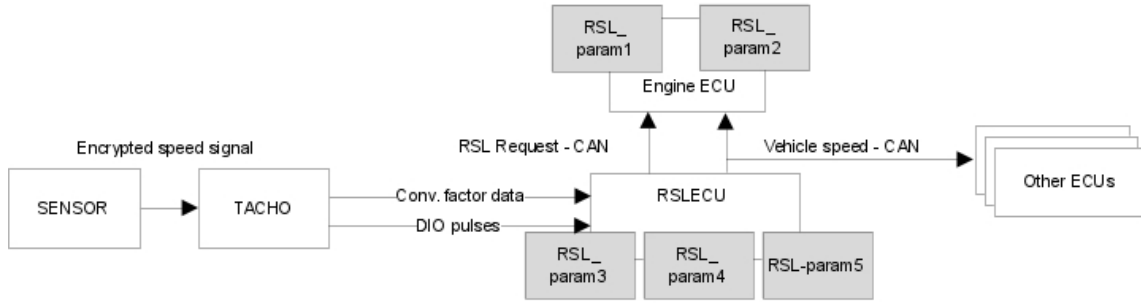 RSL_
param1
RSL_
param2
Engine ECU
Encrypted speed signal
RSL Request - CAN
Vehicle speed - CAN
SENSOR
TACHO
Conv. factor data
DIO pulses
RSLECU
Other ECUs
RSL_
param3
RSL_
param4
RSL-param5